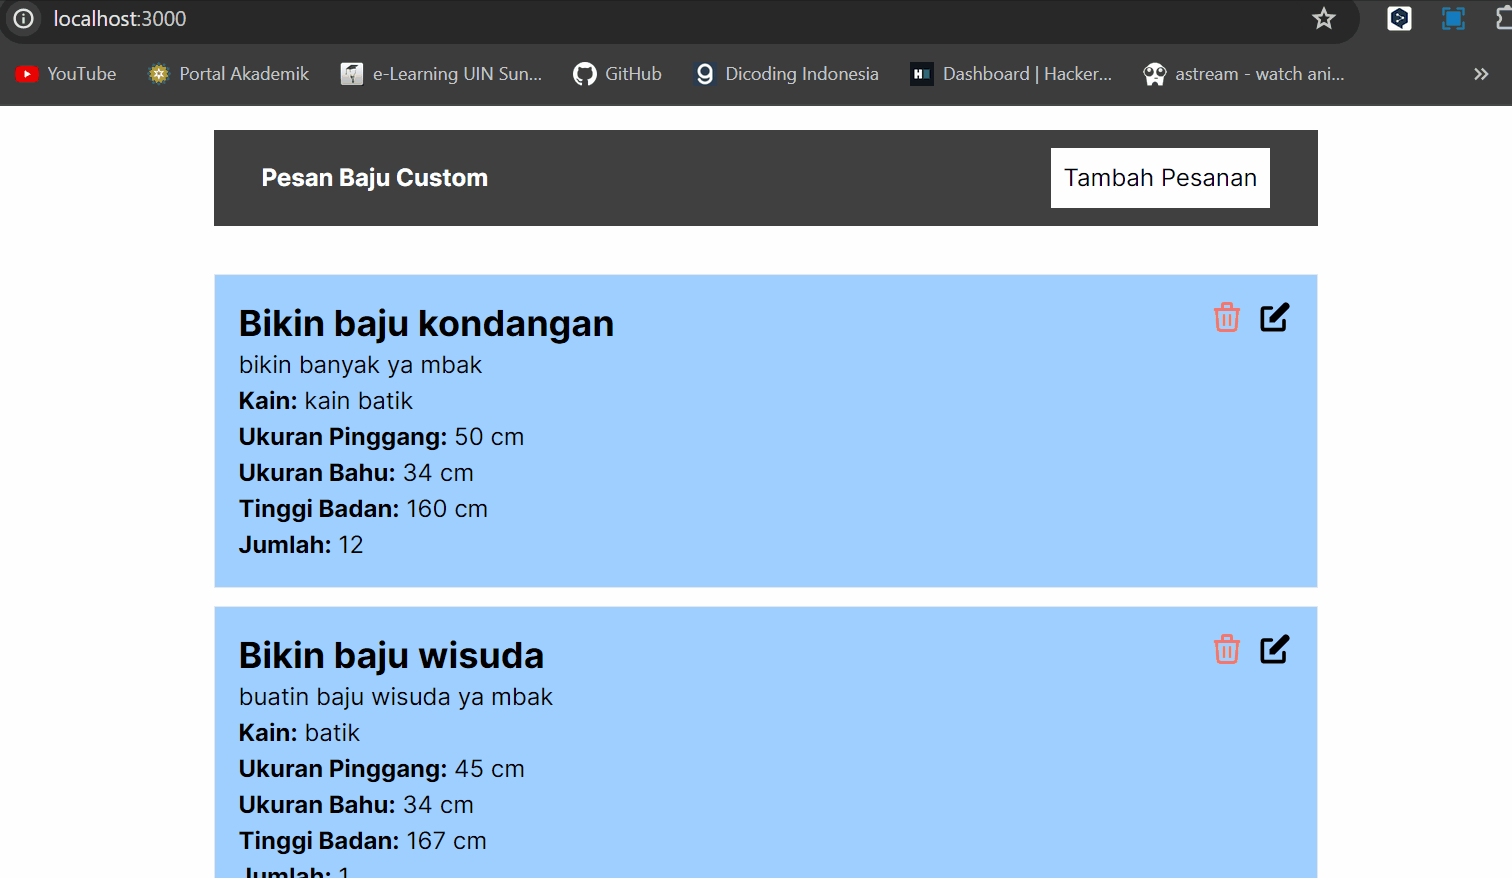 localhost:3000
YouTube Portal Akademik e-Learning UIN Sun... GitHub Dicoding Indonesia Dashboard | Hacker... astream - watch ani...
Pesan Baju Custom
Tambah Pesanan
Bikin baju kondangan
bikin banyak ya mbak
Kain: kain batik
Ukuran Pinggang: 50 cm
Ukuran Bahu: 34 cm
Tinggi Badan: 160 cm
Jumlah: 12
Bikin baju wisuda
buatin baju wisuda ya mbak
Kain: batik
Ukuran Pinggang: 45 cm
Ukuran Bahu: 34 cm
Tinggi Badan: 167 cm
Jumlah: 1